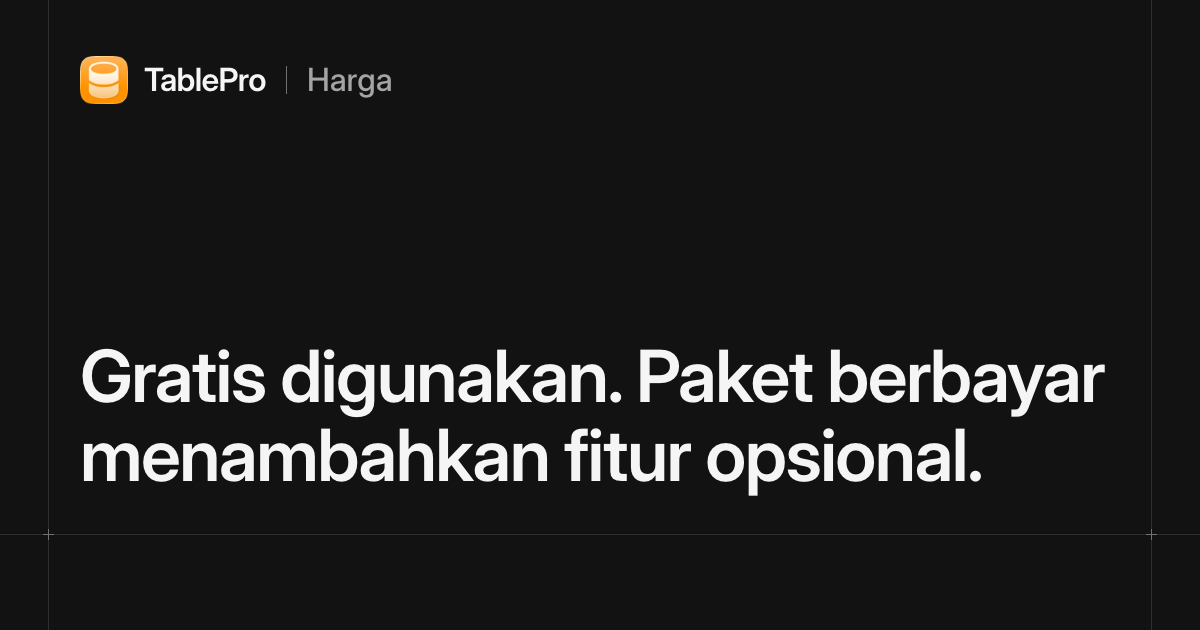 TablePro | Harga
Gratis digunakan. Paket berbayar
menambahkan fitur opsional.